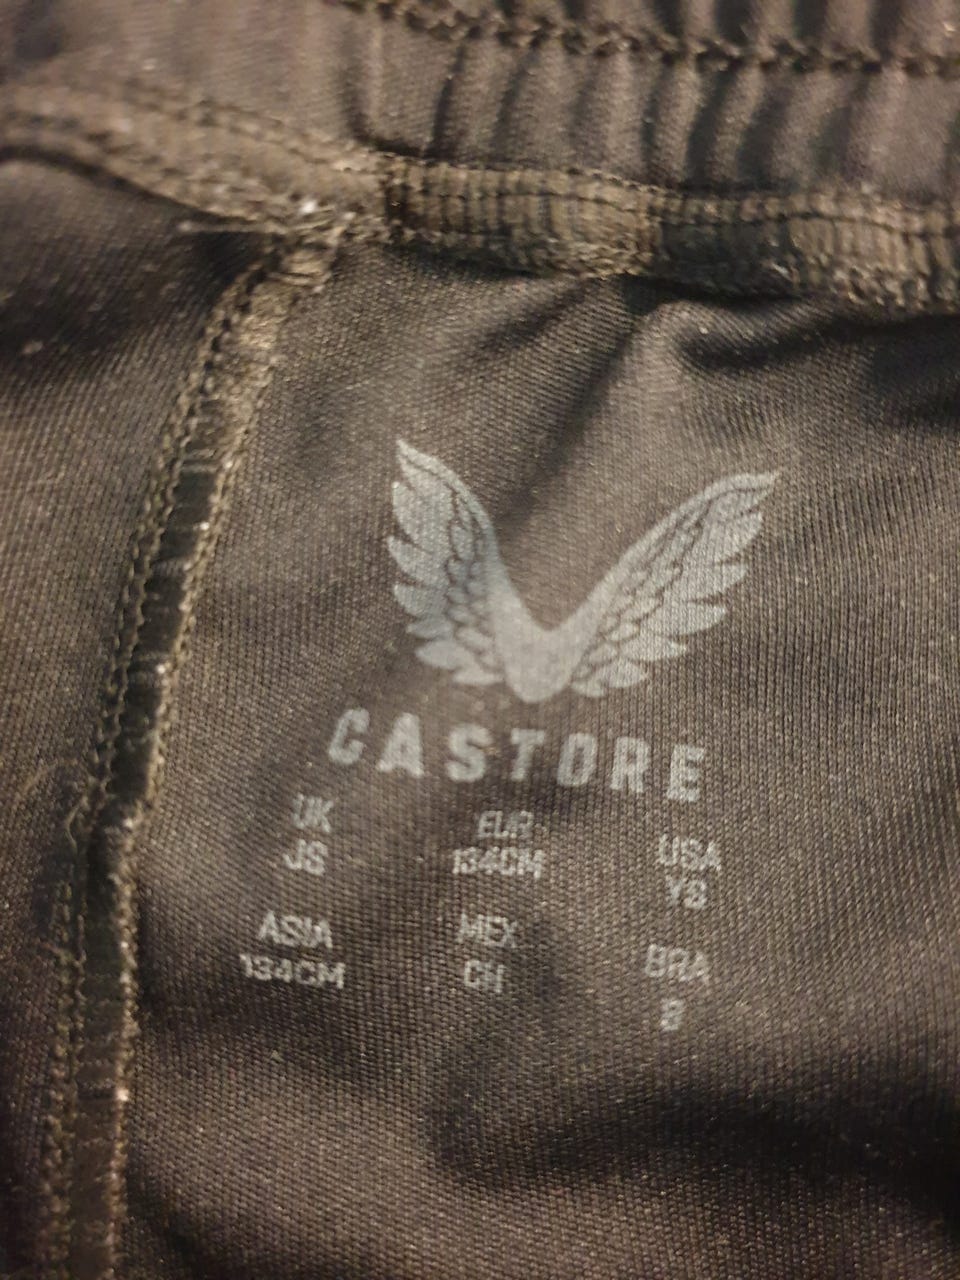 CASTORE
UK EUR USA
JS 134CM YS
ASIA MEX BRA
134CM CH 8